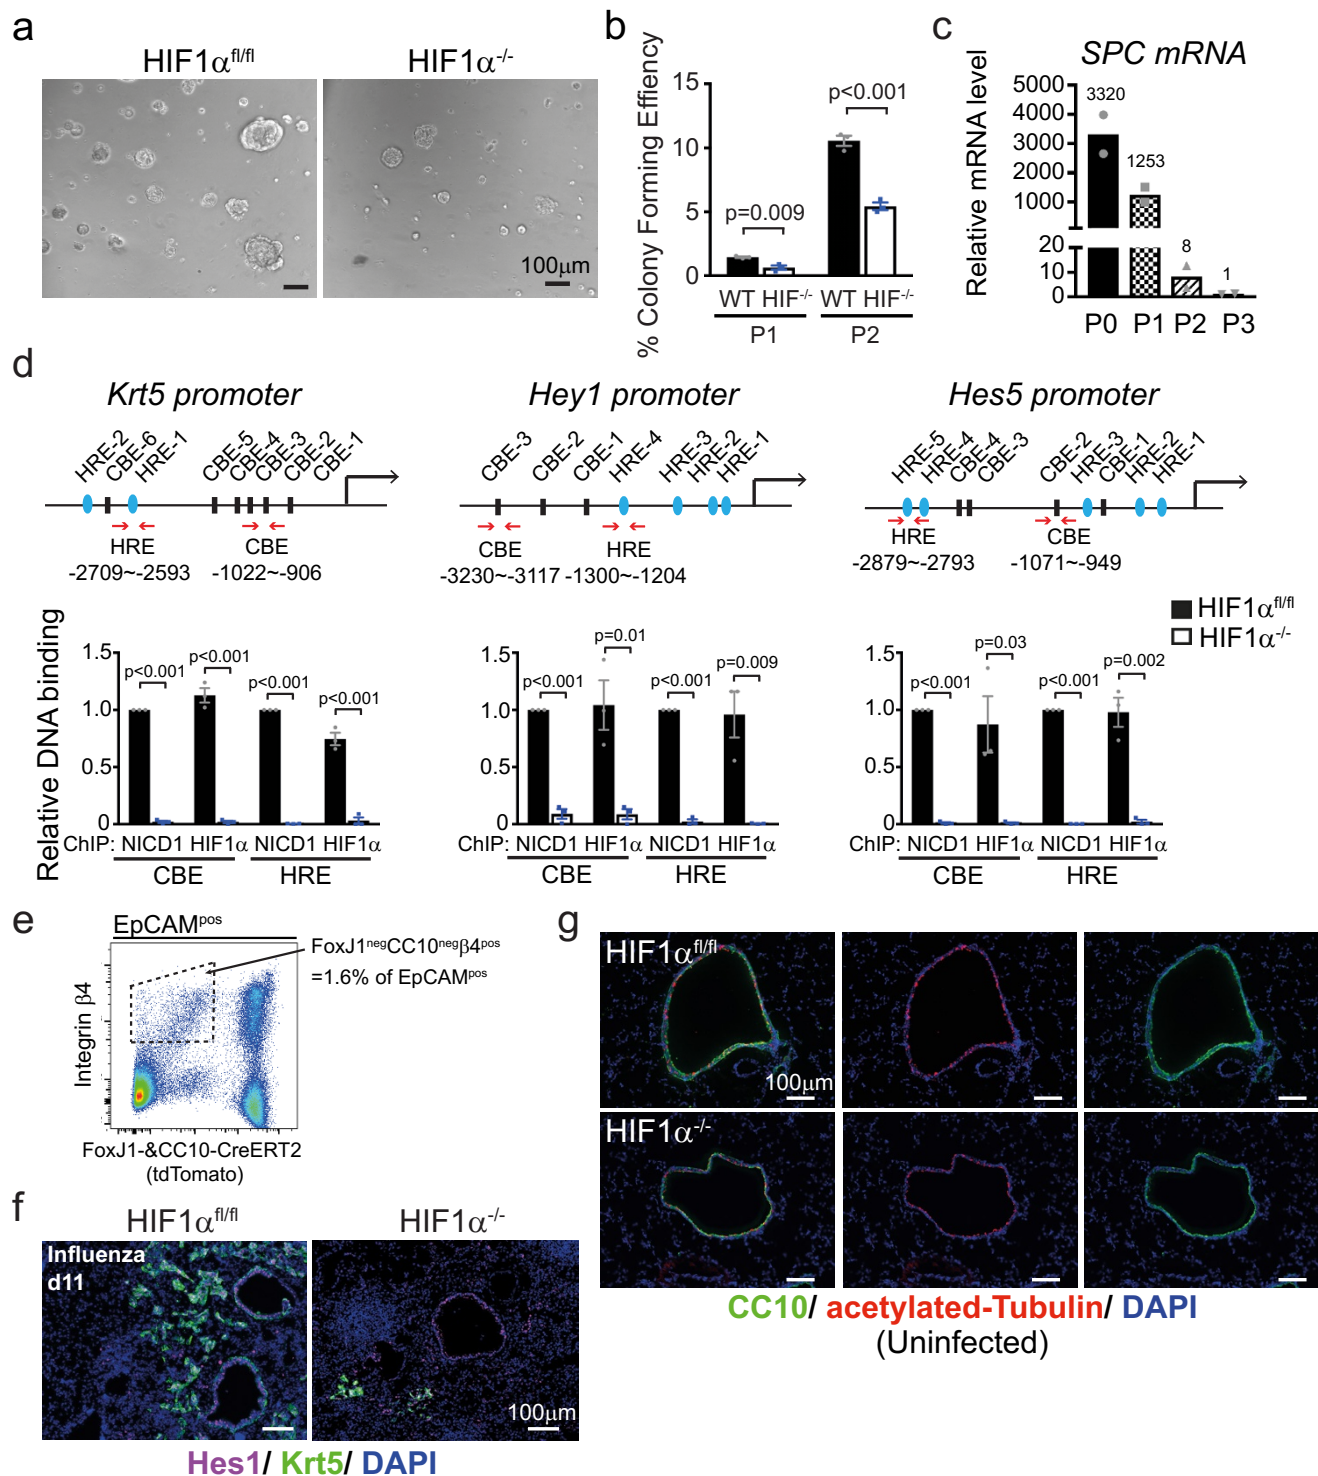 a
HIF1α^fl/fl
HIF1α^-/-
100μm
b
% Colony Forming Effiency
15
10
5
0
p=0.009
p<0.001
WT HIF^-/-
WT HIF^-/-
P1
P2
c
SPC mRNA
Relative mRNA level
5000
4000
3000
2000
1000
20
10
0
3320
1253
8
1
P0 P1 P2 P3
d
Krt5 promoter
HRE-2
CBE-6
HRE-1
CBE-5
CBE-4
CBE-3
CBE-2
CBE-1
HRE
CBE
-2709~-2593
-1022~-906
Hey1 promoter
CBE-3
CBE-2
CBE-1
HRE-4
HRE-3
HRE-2
HRE-1
CBE
HRE
-3230~-3117
-1300~-1204
Hes5 promoter
HRE-5
HRE-4
CBE-4
CBE-3
CBE-2
HRE-3
CBE-1
HRE-2
HRE-1
HRE
CBE
-2879~-2793
-1071~-949
HIF1α^fl/fl
HIF1α^-/-
Relative DNA binding
1.5
1.0
0.5
0
p<0.001
p<0.001
p<0.001
p<0.001
ChIP: NICD1 HIF1α NICD1 HIF1α
CBE
HRE
1.5
1.0
0.5
0
p<0.001
p=0.01
p<0.001
p=0.009
ChIP: NICD1 HIF1α NICD1 HIF1α
CBE
HRE
1.5
1.0
0.5
0
p<0.001
p=0.03
p<0.001
p=0.002
ChIP: NICD1 HIF1α NICD1 HIF1α
CBE
HRE
e
EpCAM^pos
Integrin β4
FoxJ1^neg CC10^neg β4^pos
=1.6% of EpCAM^pos
FoxJ1-&CC10-CreERT2
(tdTomato)
f
HIF1α^fl/fl
HIF1α^-/-
Influenza
d11
100μm
Hes1/ Krt5/ DAPI
g
HIF1α^fl/fl
100μm
HIF1α^-/-
CC10/ acetylated-Tubulin/ DAPI
(Uninfected)